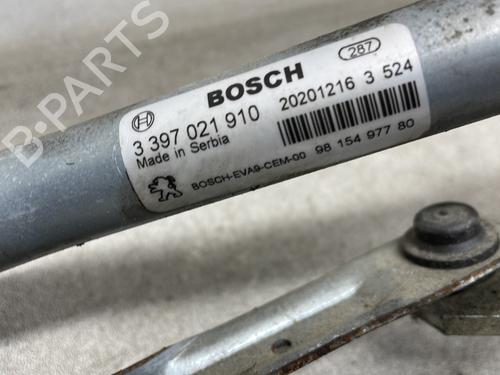 BOSCH
287
3 397 021 910
20201216 3 524
Made in Serbia
BOSCH-EVA9-CEM-00
98 154 977 80
B-PARTS